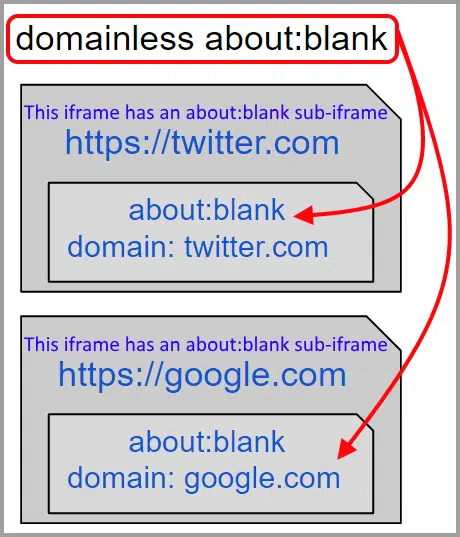 domainless about:blank
This iframe has an about:blank sub-iframe
https://twitter.com
about:blank
domain: twitter.com
This iframe has an about:blank sub-iframe
https://google.com
about:blank
domain: google.com